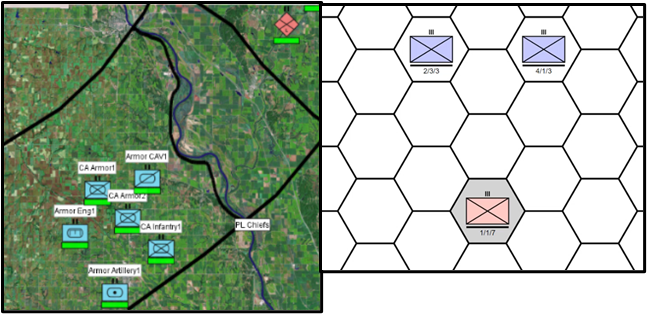 Armor CAV1
CA Armor1
CA Armor2
Armor Eng1
CA Infantry1
PL Chiefs
Armor Artillery1
III
2/3/3
III
4/1/3
III
1/1/7